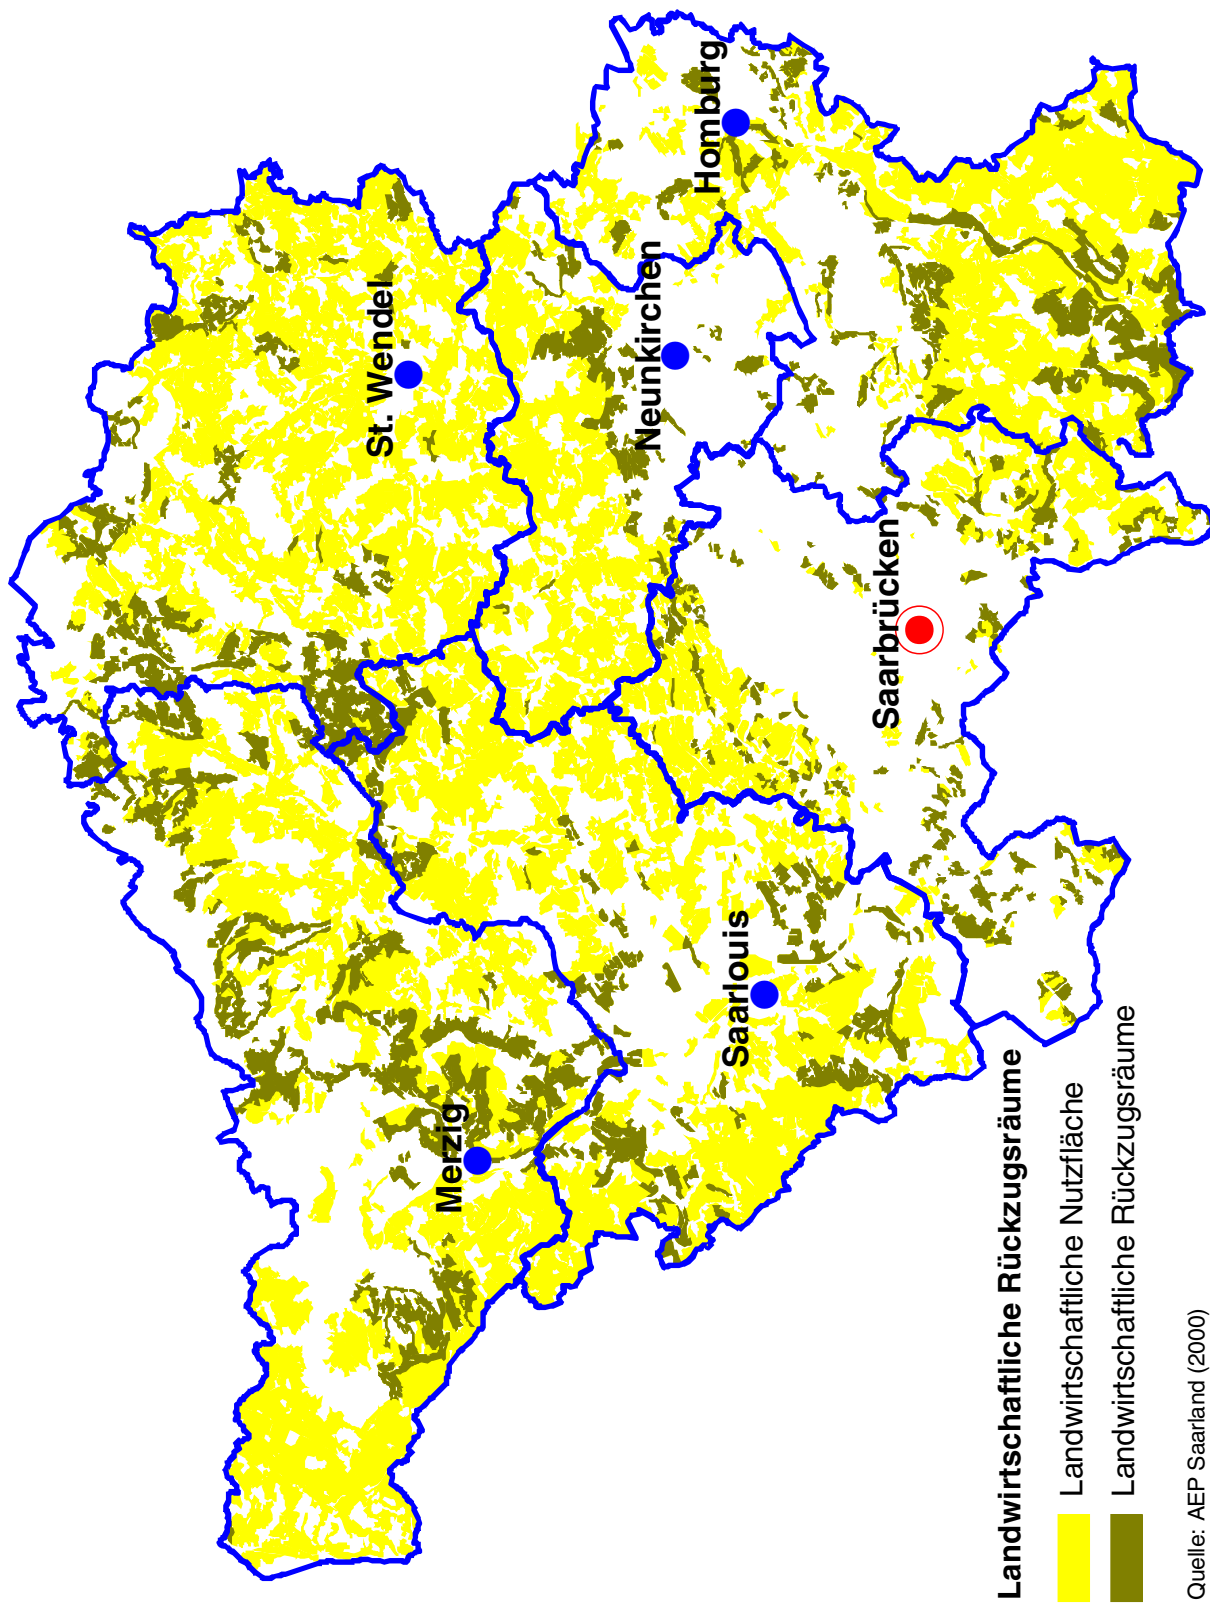 St. Wendel
Homburg
Neunkirchen
Saarbrücken
Saarlouis
Merzig
Landwirtschaftliche Rückzugsräume
Landwirtschaftliche Nutzfläche
Landwirtschaftliche Rückzugsräume
Quelle: AEP Saarland (2000)